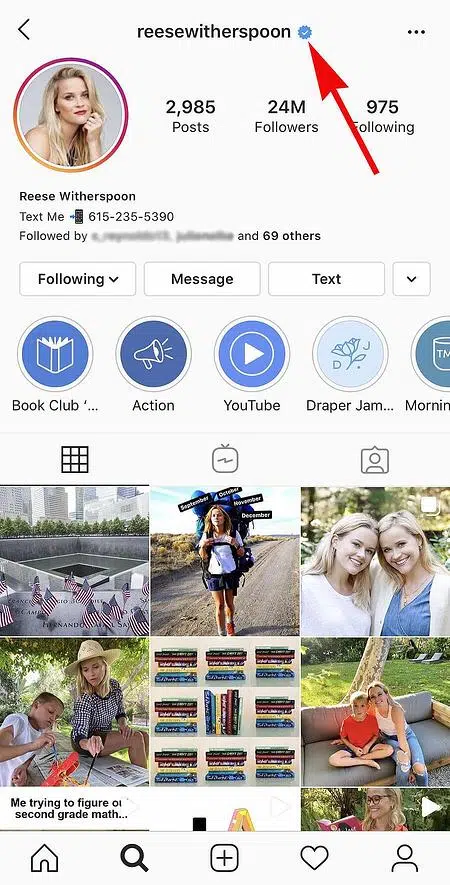 reesewitherspoon
2,985 24M 975
Posts Followers Following
Reese Witherspoon
Text Me 615-235-5390
Followed by and 69 others
Following Message Text
Book Club '... Action YouTube Draper Jam... Mornin
D J
TM
September October November December
Me trying to figure ou
second grade math...